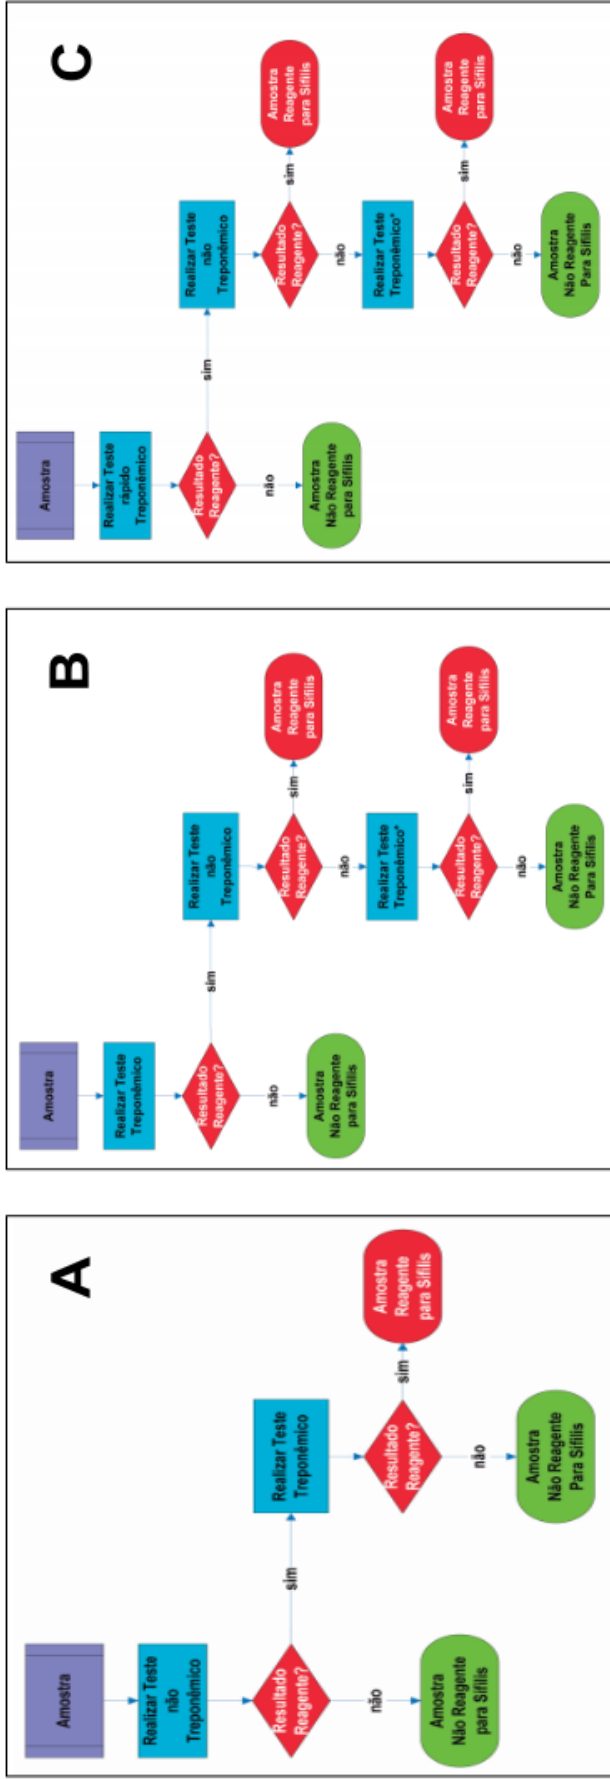 A
Amostra
Realizar Teste
não
Treponêmico
Resultado
Reagente?
sim
não
Amostra
Não Reagente
para Sífilis
Realizar Teste
Treponêmico
Resultado
Reagente?
sim
Amostra
Reagente
para Sífilis
não
Amostra
Não Reagente
Para Sífilis
B
Amostra
Realizar Teste
Treponêmico
Resultado
Reagente?
sim
não
Amostra
Não Reagente
para Sífilis
Realizar Teste
não
Treponêmico
Resultado
Reagente?
sim
Amostra
Reagente
para Sífilis
não
Realizar Teste
Treponêmico*
Resultado
Reagente?
sim
Amostra
Reagente
para Sífilis
não
Amostra
Não Reagente
Para Sífilis
C
Amostra
Realizar Teste
rápido
Treponêmico
Resultado
Reagente?
sim
não
Amostra
Não Reagente
para Sífilis
Realizar Teste
não
Treponêmico
Resultado
Reagente?
sim
Amostra
Reagente
para Sífilis
não
Realizar Teste
Treponêmico*
Resultado
Reagente?
sim
Amostra
Reagente
para Sífilis
não
Amostra
Não Reagente
Para Sífilis